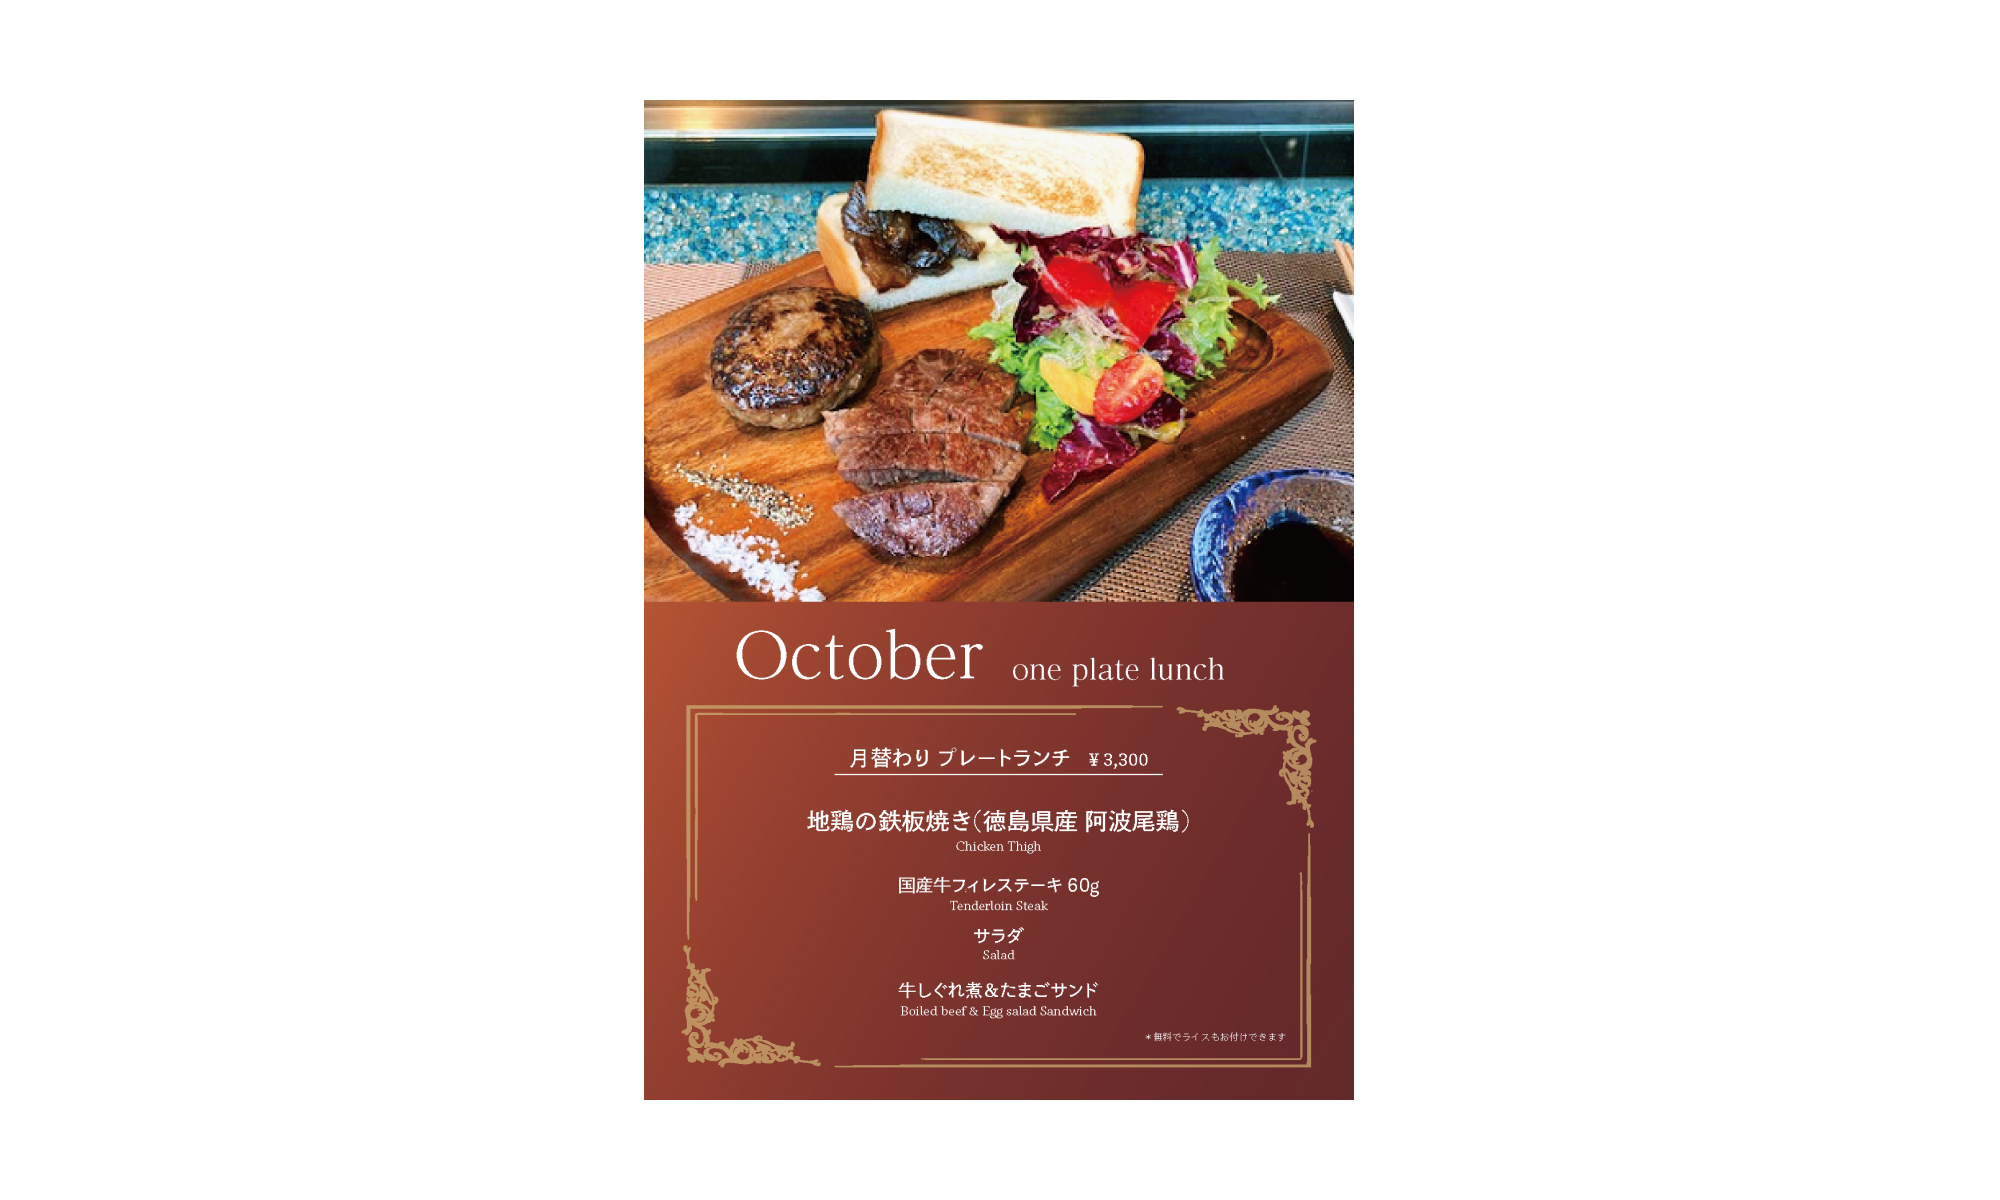 October one plate lunch
月替わり プレートランチ ¥3,300
地鶏の鉄板焼き(徳島県産 阿波尾鶏)
Chicken Thigh
国産牛フィレステーキ 60g
Tenderloin Steak
サラダ
Salad
牛しぐれ煮&たまごサンド
Boiled beef & Egg salad Sandwich
*無料でライスもお付けできます